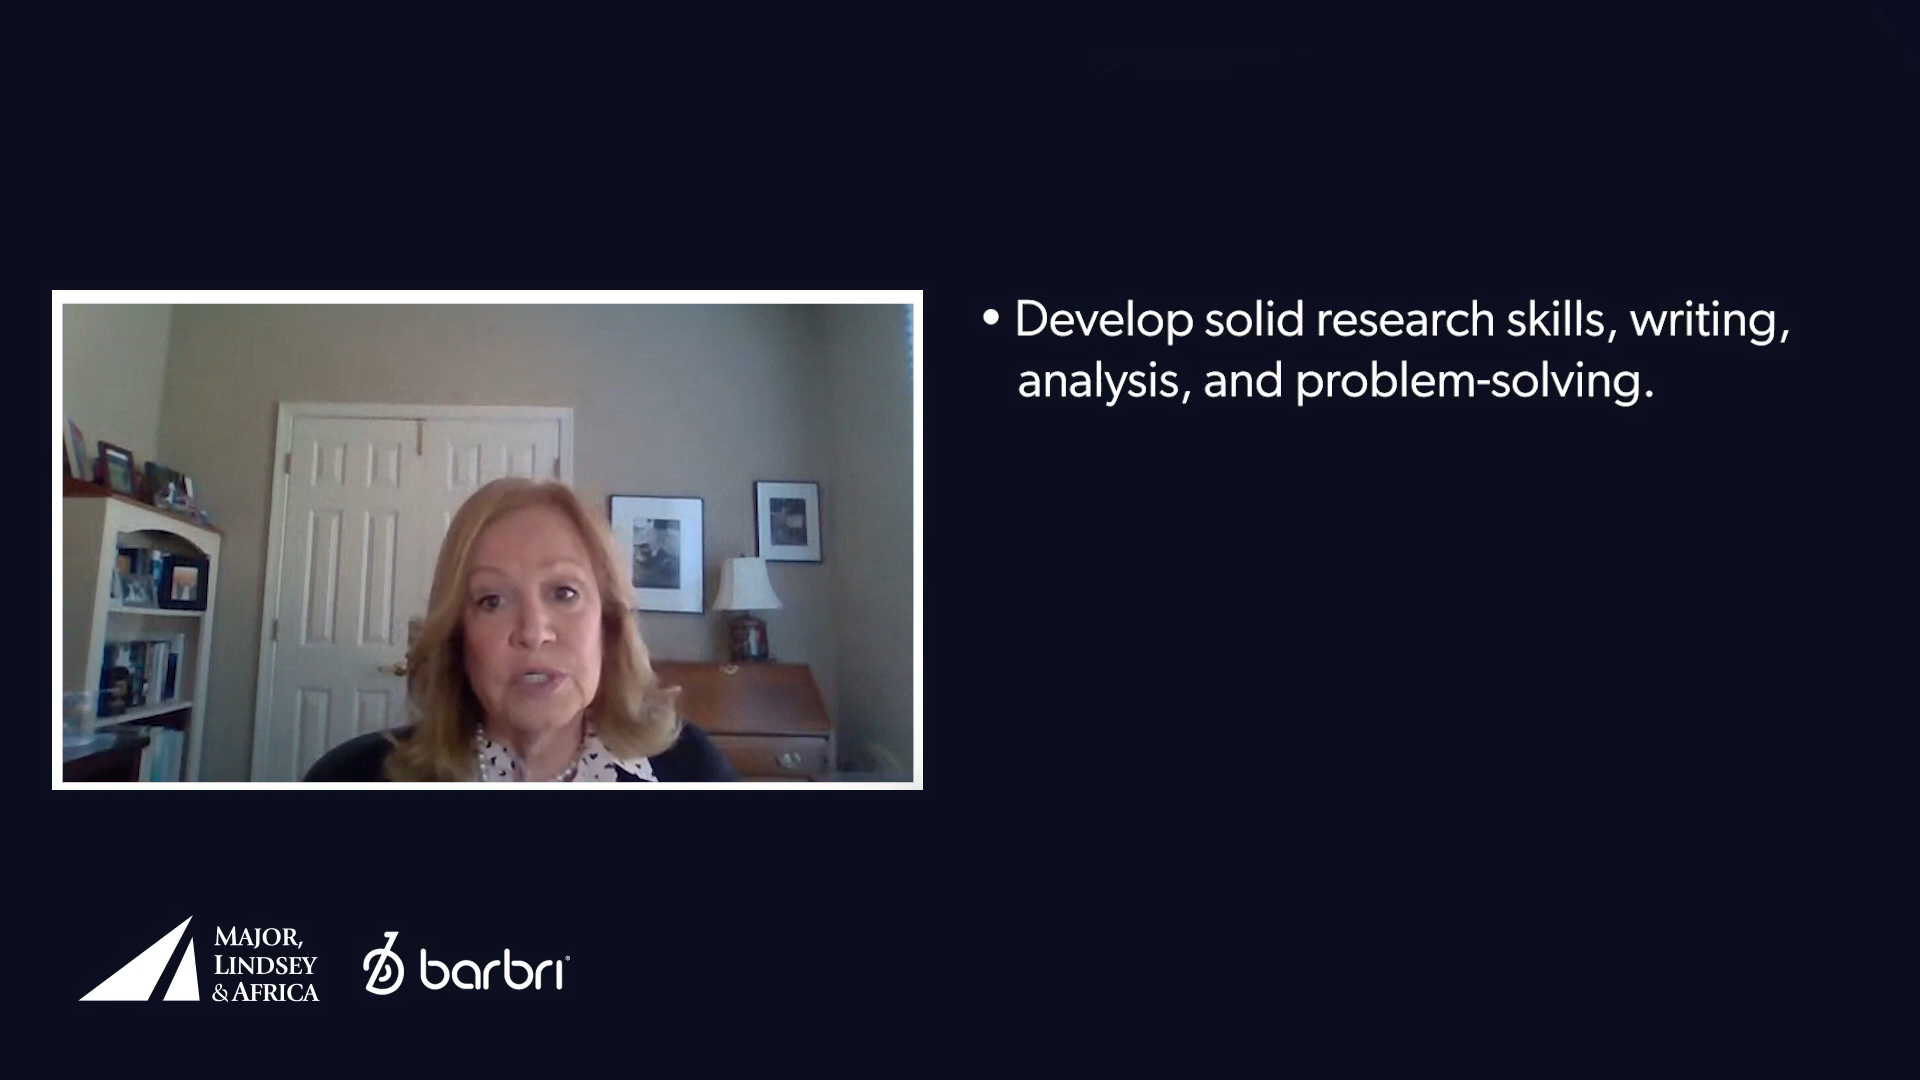 • Develop solid research skills, writing,
analysis, and problem-solving.
MAJOR,
LINDSEY
& AFRICA
barbri